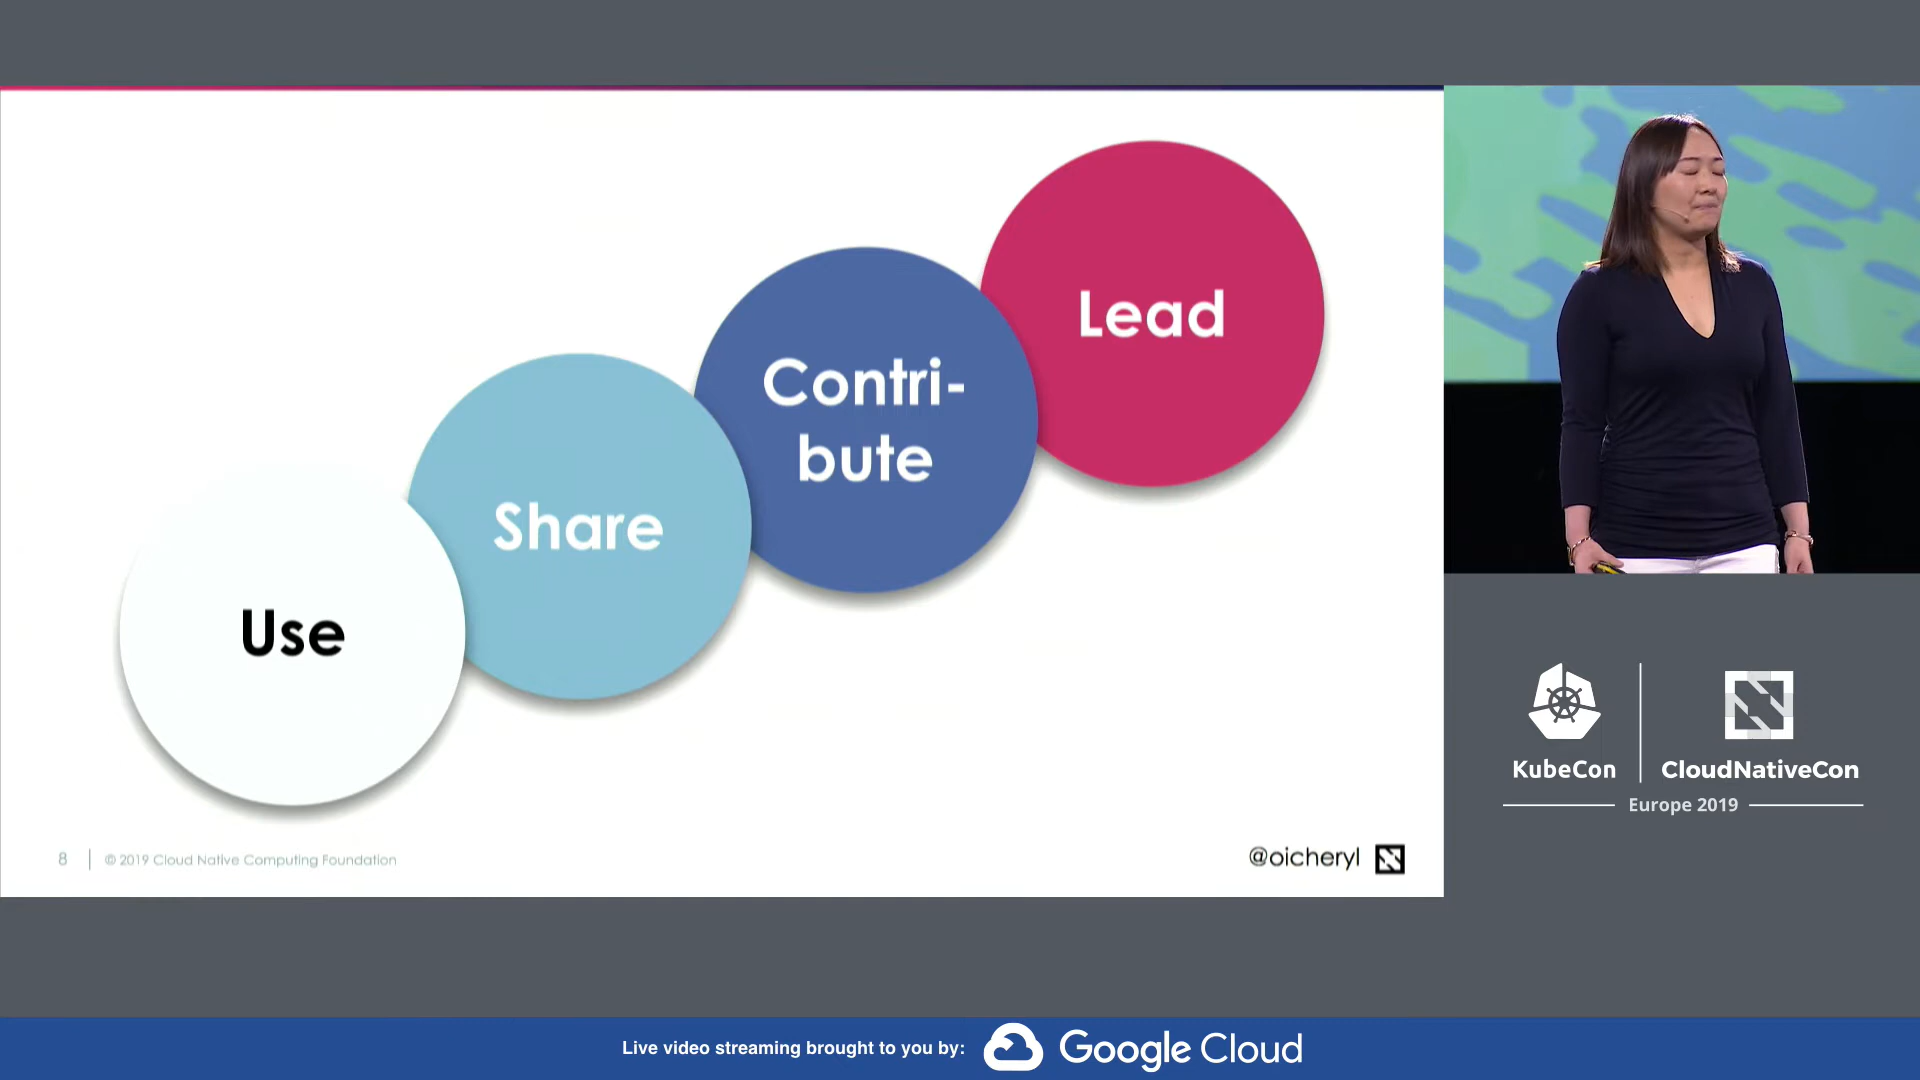 Use
Share
Contri-
bute
Lead
8
© 2019 Cloud Native Computing Foundation
@oicheryl
KubeCon
CloudNativeCon
Europe 2019
Live video streaming brought to you by:
Google Cloud